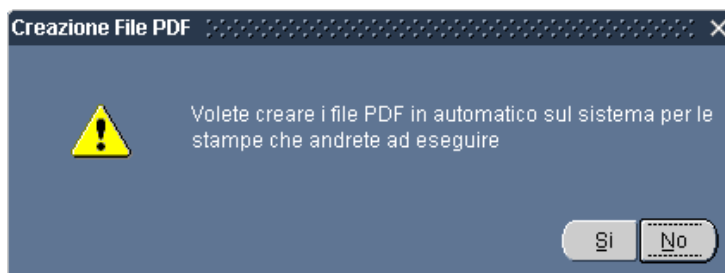 Creazione File PDF
Volete creare i file PDF in automatico sul sistema per le
stampe che andrete ad eseguire
Si No